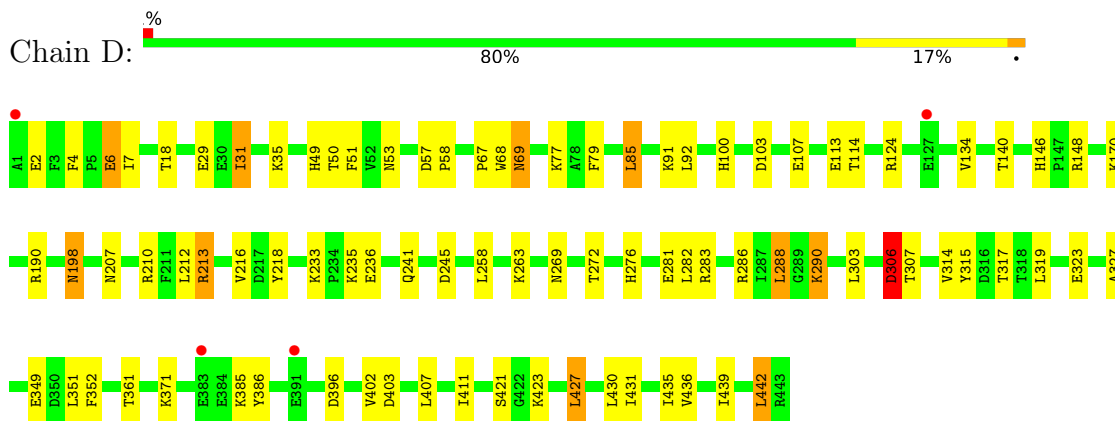 .%
Chain D:
80% 17% .
A1 E2 F3 F4 P5 E6 I7 T18 E29 E30 I31 K35 H49 T50 F51 V52 N53 D57 P58 P67 W68 N69 K77 A78 F79 L85 K91 L92 H100 D103 E107 E113 T114 R124 E127 V134 T140 H146 P147 R148 K170
R190 N198 N207 R210 F211 L212 R213 V216 D217 Y218 K233 P234 K235 E236 Q241 D245 L258 K263 N269 T272 H276 E281 L282 R283 R286 I287 L288 G289 K290 L303 D306 T307 V314 Y315 D316 T317 T318 L319 E323 A327
E349 D350 L351 F352 T361 K371 E383 E384 K385 Y386 E391 D396 V402 D403 L407 I411 S421 G422 K423 L427 L430 I431 I435 V436 I439 L442 R443